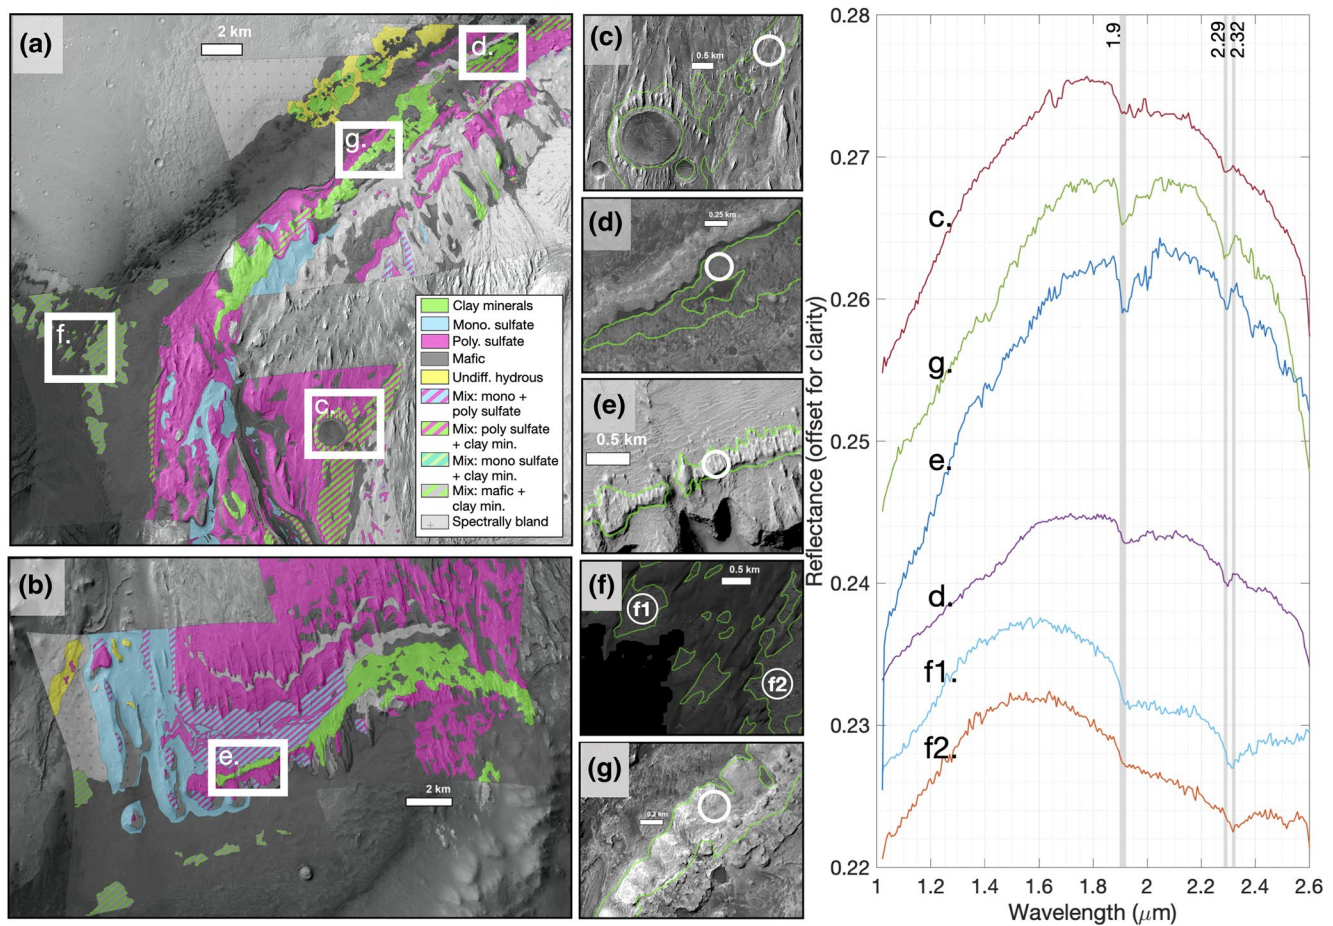 (a)
2 km
d.
g.
f.
c.
Clay minerals
Mono. sulfate
Poly. sulfate
Mafic
Undiff. hydrous
Mix: mono +
poly sulfate
Mix: poly sulfate
+ clay min.
Mix: mono sulfate
+ clay min.
Mix: mafic +
clay min.
Spectrally bland
(b)
e.
2 km
(c)
0.5 km
(d)
0.25 km
(e)
0.5 km
(f)
0.5 km
f1
f2
(g)
0.2 km
Reflectance (offset for clarity)
0.28
0.27
0.26
0.25
0.24
0.23
0.22
1.9
2.29
2.32
c.
g.
e.
d.
f1.
f2.
1
1.2
1.4
1.6
1.8
2
2.2
2.4
2.6
Wavelength (μm)